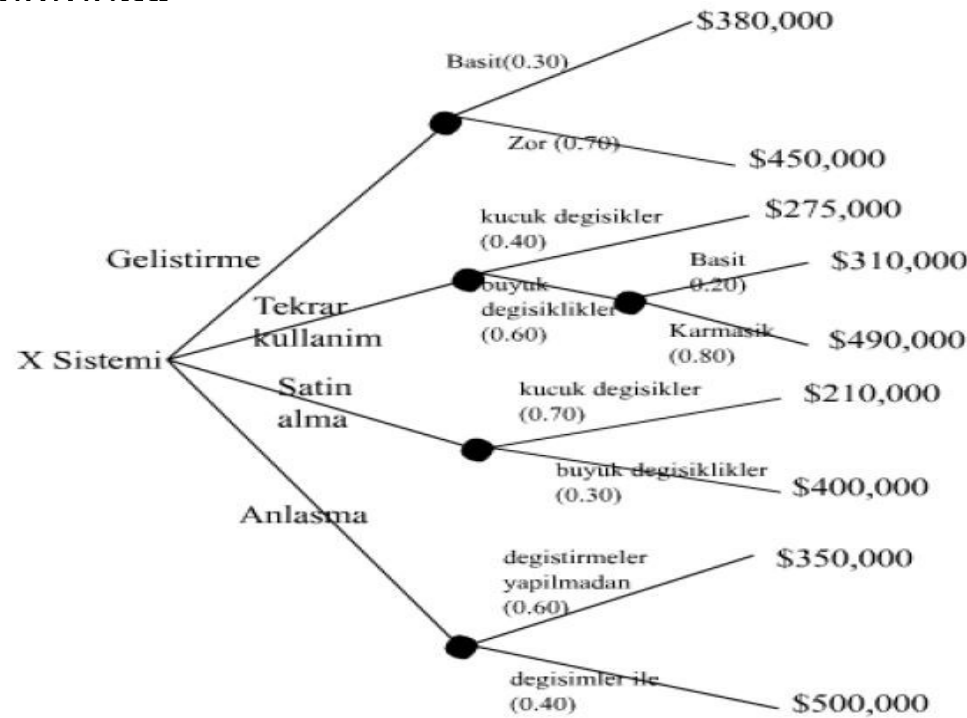 $380,000
Basit(0.30)
Zor (0.70)
$450,000
kucuk degisikler
(0.40)
$275,000
Gelistirme
Basit
0.20)
$310,000
buyuk
degisiklikler
(0.60)
Tekrar
kullanim
Karmasik
(0.80)
$490,000
X Sistemi
Satin
alma
kucuk degisikler
(0.70)
$210,000
buyuk degisiklikler
(0.30)
$400,000
Anlasma
degistirmeler
yapilmadan
(0.60)
$350,000
degisimler ile
(0.40)
$500,000